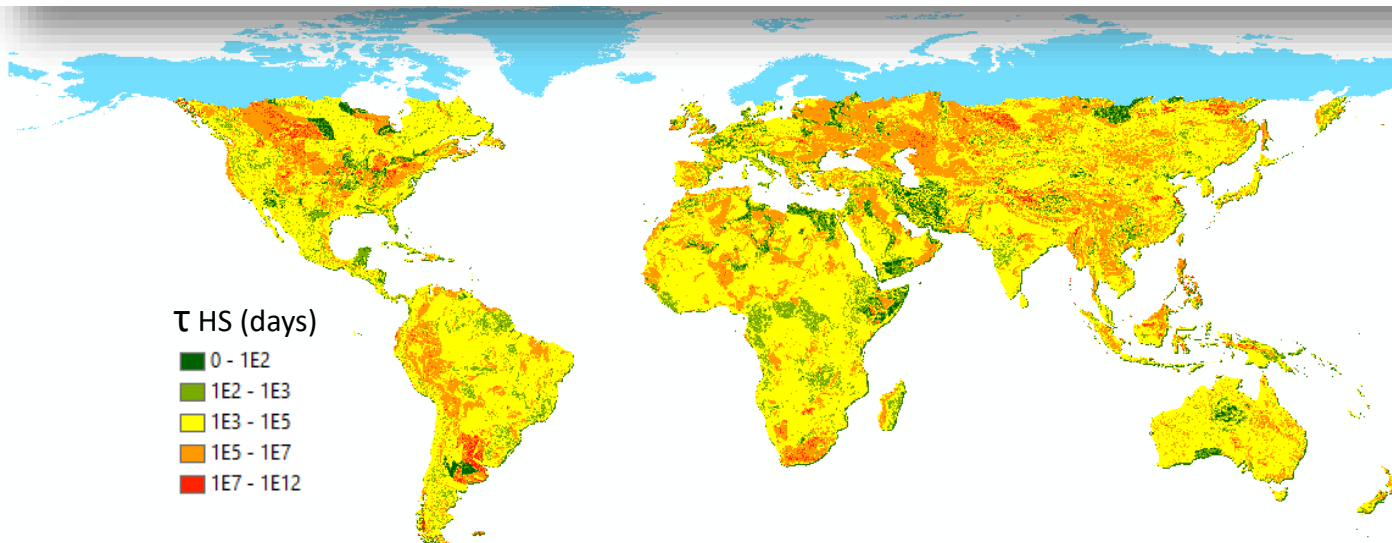 τ HS (days)
0 - 1E2
1E2 - 1E3
1E3 - 1E5
1E5 - 1E7
1E7 - 1E12